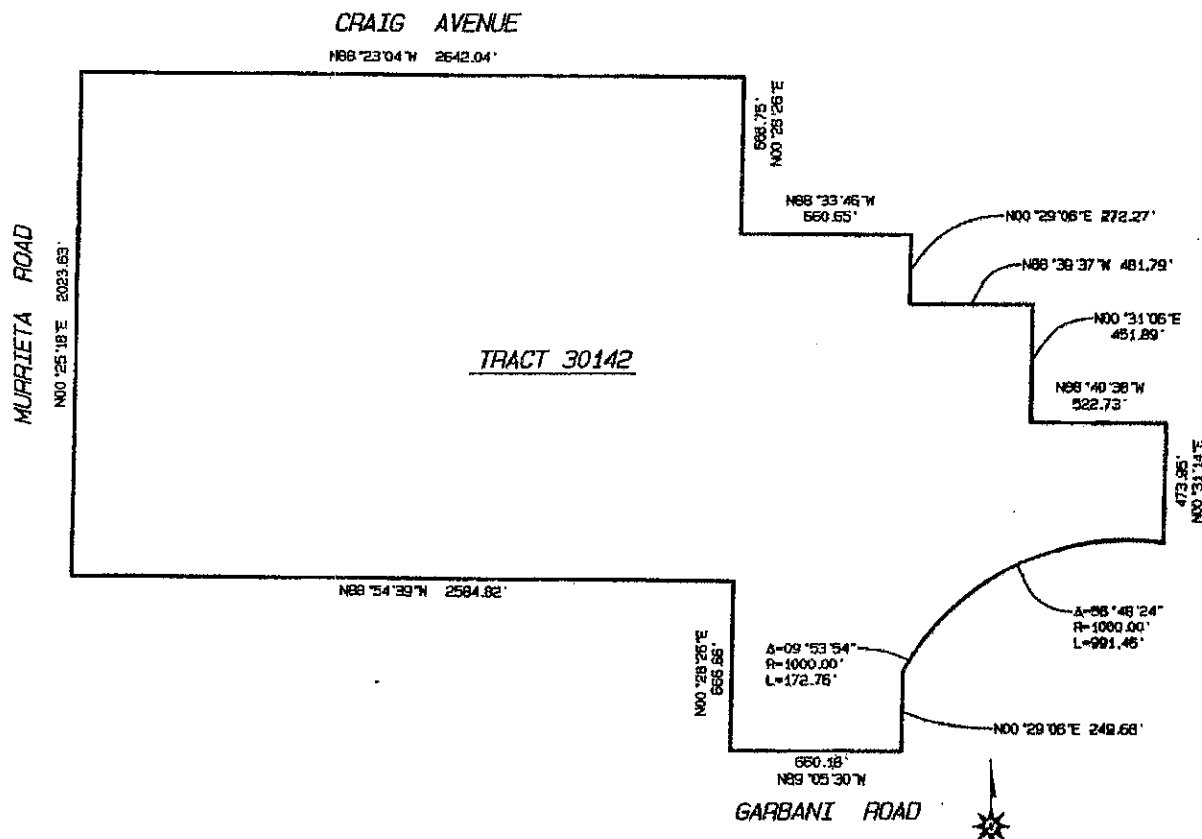 CRAIG AVENUE
N88°23'04"W 2642.04'
668.75'
N00°28'26"E
N88°33'46"W
660.65'
N00°29'06"E 272.27'
N88°38'37"W 481.79'
N00°31'06"E
451.89'
N88°40'38"W
522.73'
473.95'
N00°31'14"E
MURRIETA ROAD
N00°25'18"E 2023.63'
TRACT 30142
N88°54'39"W 2584.82'
N00°28'26"E
666.66'
Δ=09°53'54"
R=1000.00'
L=172.76'
Δ=56°48'24"
R=1000.00'
L=991.46'
N00°29'06"E 249.68'
660.18'
N89°05'30"W
GARBANI ROAD